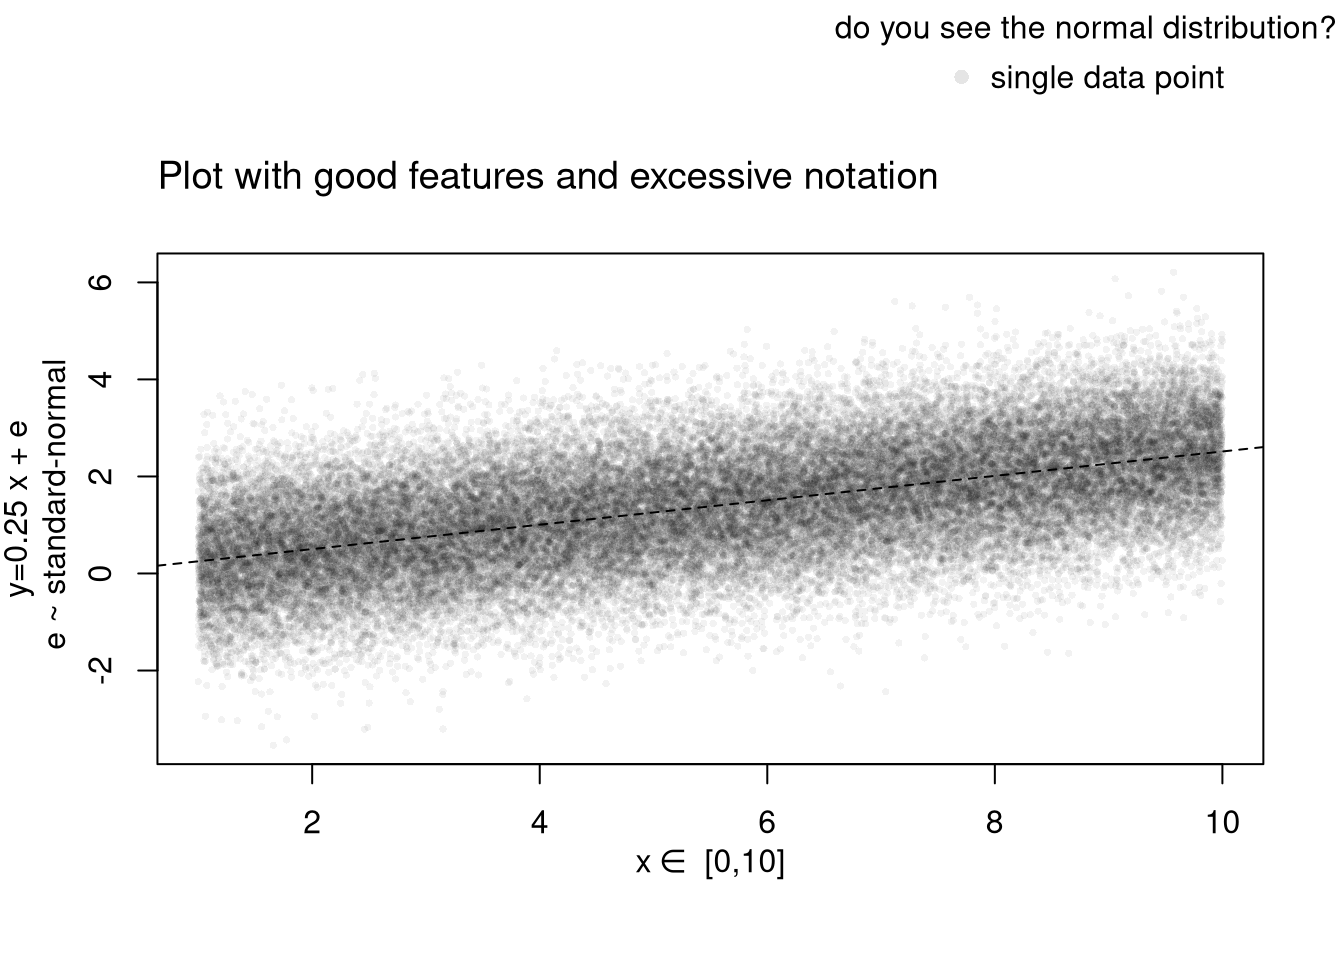 do you see the normal distribution?
single data point
Plot with good features and excessive notation
y=0.25 x + e
e ~ standard-normal
6
4
2
0
-2
2 4 6 8 10
x ∈ [0,10]